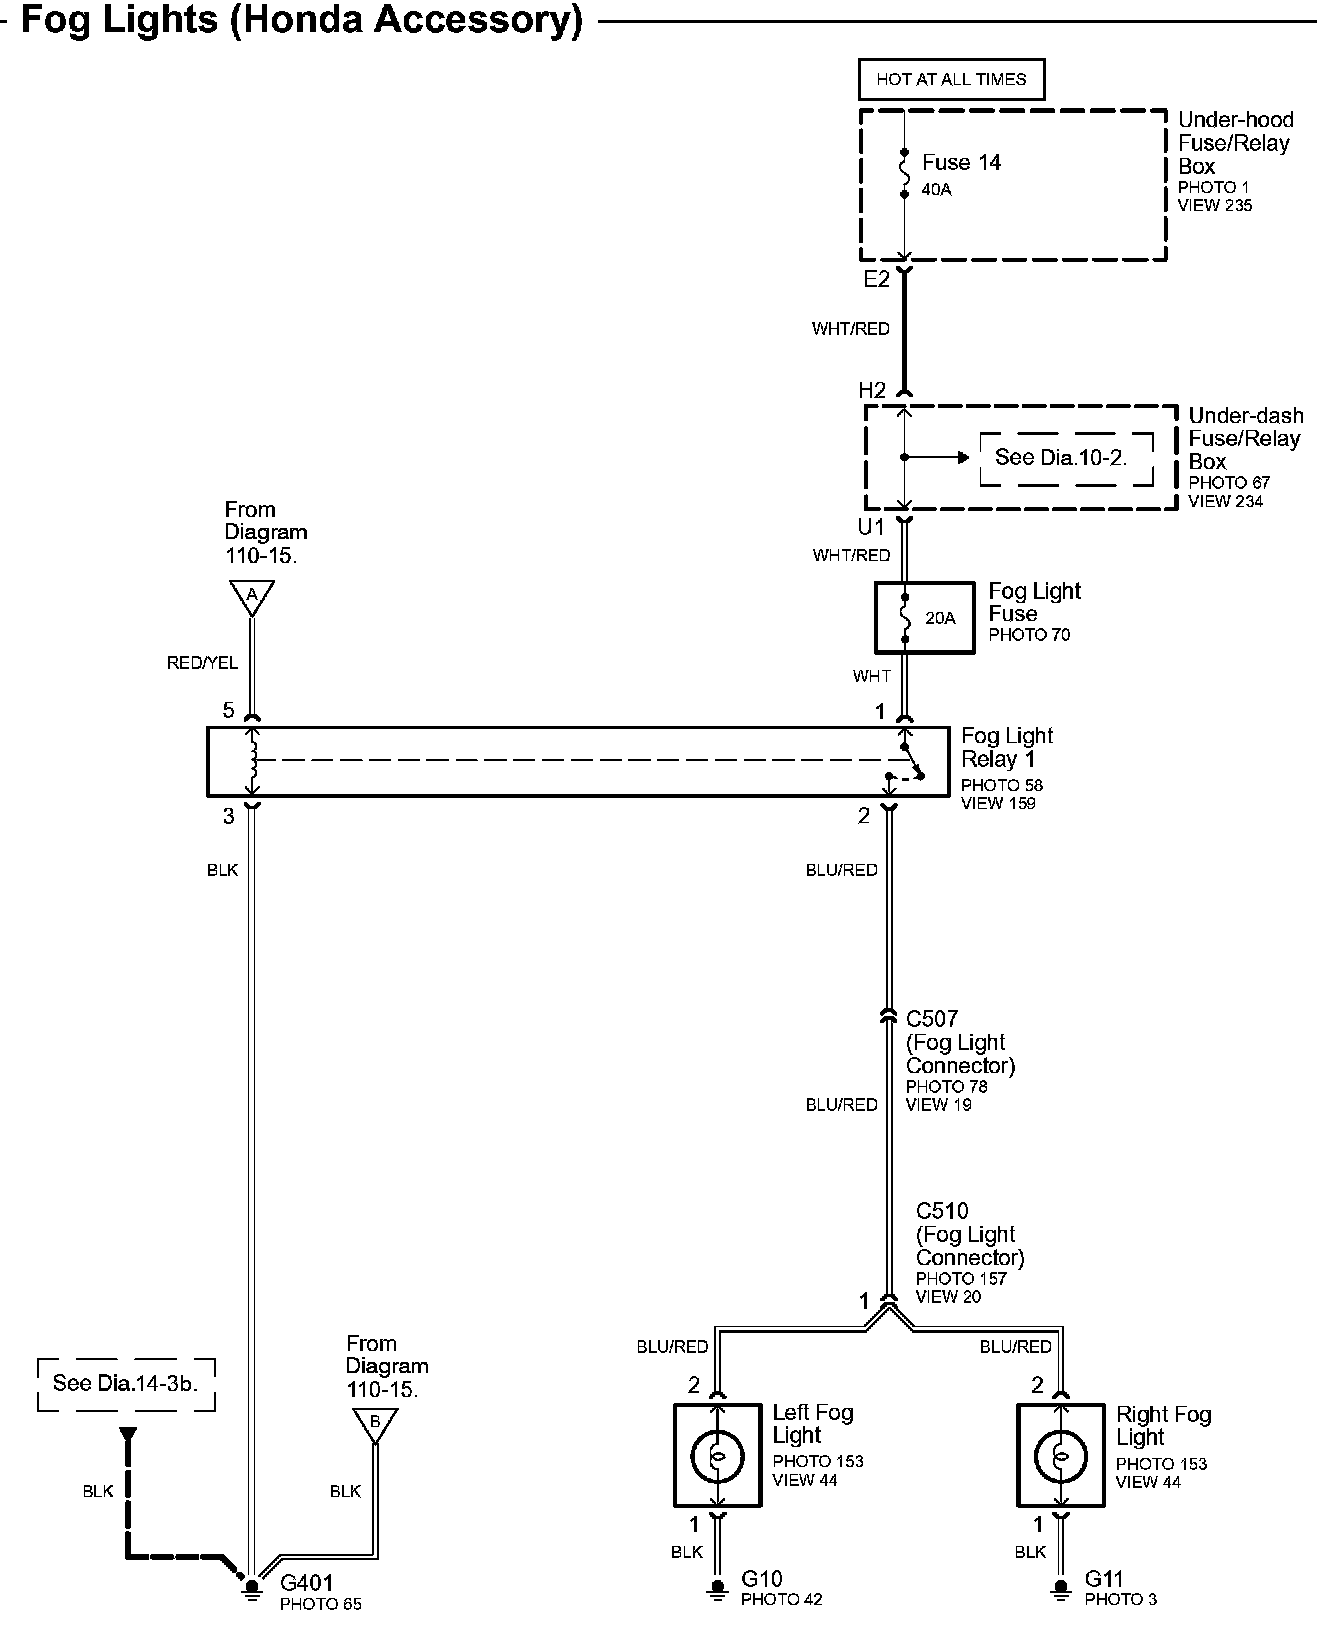 Fog Lights (Honda Accessory)
HOT AT ALL TIMES
Under-hood
Fuse/Relay
Box
PHOTO 1
VIEW 235
Fuse 14
40A
E2
WHT/RED
H2
Under-dash
Fuse/Relay
Box
PHOTO 67
VIEW 234
See Dia.10-2.
U1
WHT/RED
From
Diagram
110-15.
A
Fog Light
Fuse
PHOTO 70
20A
RED/YEL
WHT
5
1
Fog Light
Relay 1
PHOTO 58
VIEW 159
3
2
BLK
BLU/RED
C507
(Fog Light
Connector)
PHOTO 78
VIEW 19
BLU/RED
C510
(Fog Light
Connector)
PHOTO 157
VIEW 20
1
From
Diagram
110-15.
B
BLU/RED
BLU/RED
See Dia.14-3b.
2
2
Left Fog
Light
PHOTO 153
VIEW 44
Right Fog
Light
PHOTO 153
VIEW 44
BLK
BLK
1
1
BLK
BLK
G401
PHOTO 65
G10
PHOTO 42
G11
PHOTO 3